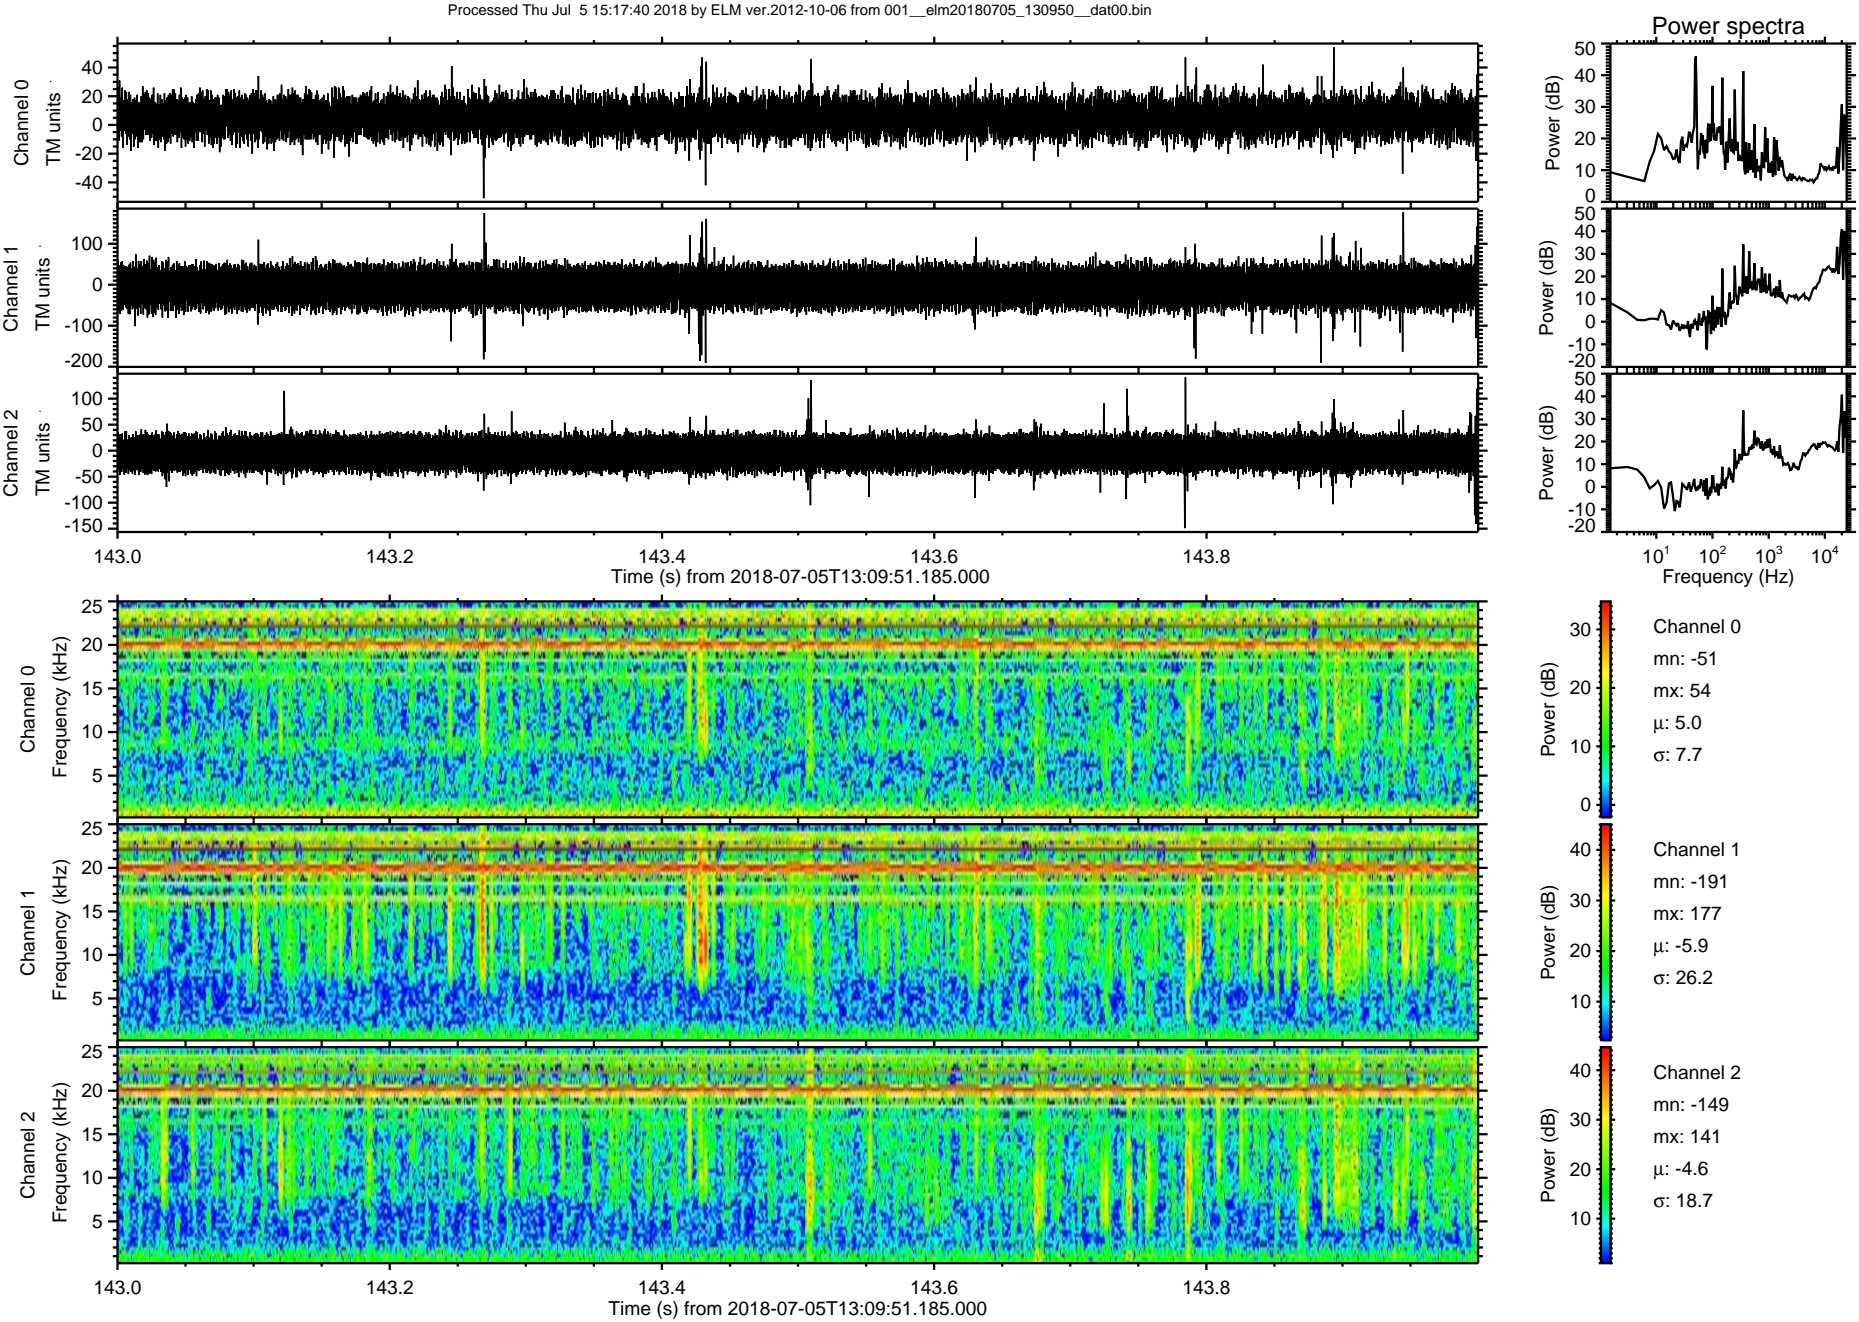 Processed Thu Jul  5 15:17:40 2018 by ELM ver.2012-10-06 from 001__elm20180705_130950__dat00.bin
Power spectra
Channel 0
TM units
40
20
0
-20
-40
Power (dB)
50
40
30
20
10
0
Channel 1
TM units
100
0
-100
-200
Power (dB)
50
40
30
20
10
0
-10
-20
Channel 2
TM units
100
50
0
-50
-100
-150
Power (dB)
50
40
30
20
10
0
-10
-20
143.0 143.2 143.4 143.6 143.8
Time (s) from 2018-07-05T13:09:51.185.000
10^1 10^2 10^3 10^4
Frequency (Hz)
Channel 0
Frequency (kHz)
25
20
15
10
5
Power (dB)
30
20
10
0
Channel 0
mn: -51
mx: 54
μ: 5.0
σ: 7.7
Channel 1
Frequency (kHz)
25
20
15
10
5
Power (dB)
40
30
20
10
Channel 1
mn: -191
mx: 177
μ: -5.9
σ: 26.2
Channel 2
Frequency (kHz)
25
20
15
10
5
Power (dB)
40
30
20
10
Channel 2
mn: -149
mx: 141
μ: -4.6
σ: 18.7
143.0 143.2 143.4 143.6 143.8
Time (s) from 2018-07-05T13:09:51.185.000